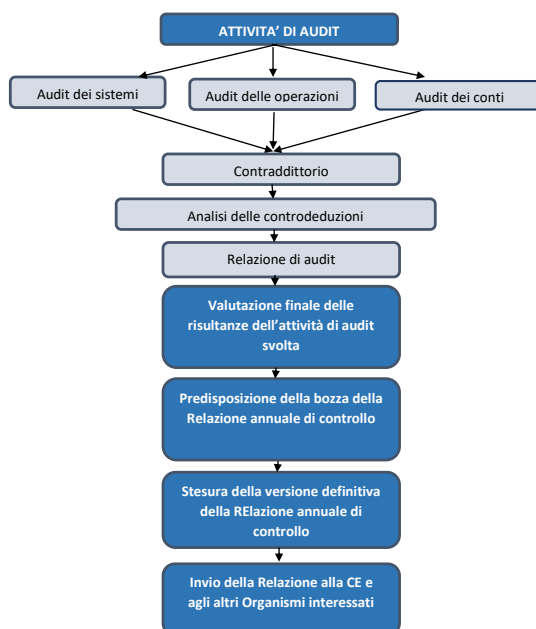 ATTIVITA’ DI AUDIT
Audit dei sistemi
Audit delle operazioni
Audit dei conti
Contraddittorio
Analisi delle controdeduzioni
Relazione di audit
Valutazione finale delle
risultanze dell’attività di audit
svolta
Predisposizione della bozza della
Relazione annuale di controllo
Stesura della versione definitiva
della RElazione annuale di
controllo
Invio della Relazione alla CE e
agli altri Organismi interessati